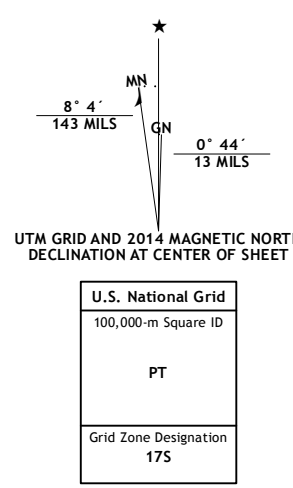 ★
MN
8° 4´
143 MILS
GN
0° 44´
13 MILS
UTM GRID AND 2014 MAGNETIC NORT
DECLINATION AT CENTER OF SHEET
U.S. National Grid
100,000-m Square ID
PT
Grid Zone Designation
17S